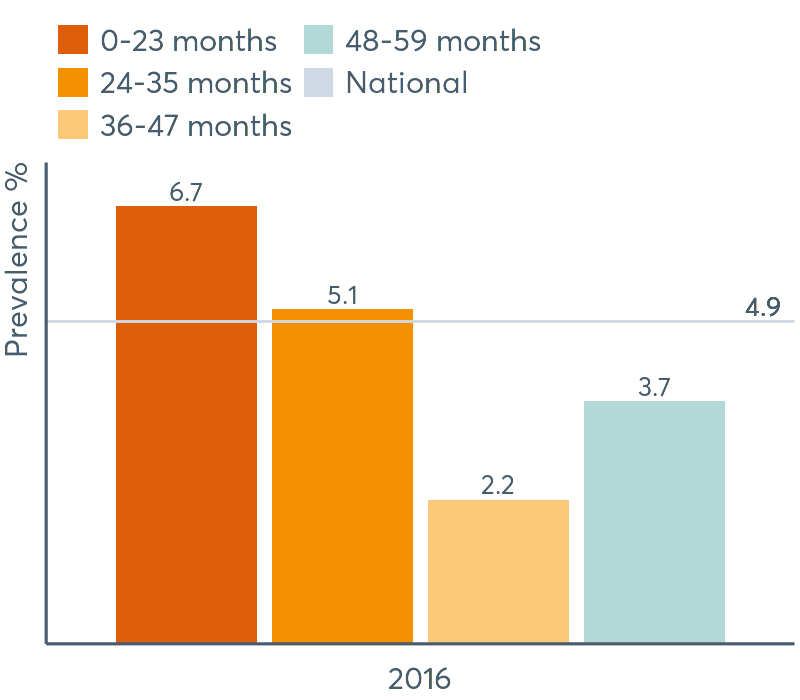 0-23 months
24-35 months
36-47 months
48-59 months
National
Prevalence %
6.7
5.1
4.9
3.7
2.2
2016